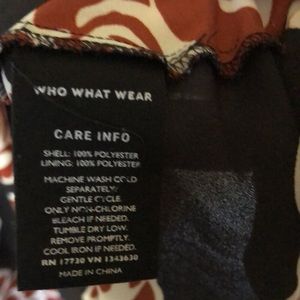 WHO WHAT WEAR
CARE INFO
SHELL: 100% POLYESTER
LINING: 100% POLYESTER
MACHINE WASH COLD
SEPARATELY
GENTLE CYCLE.
ONLY NON-CHLORINE
BLEACH IF NEEDED.
TUMBLE DRY LOW.
REMOVE PROMPTLY.
COOL IRON IF NEEDED.
RN 17730 VN 1343630
MADE IN CHINA